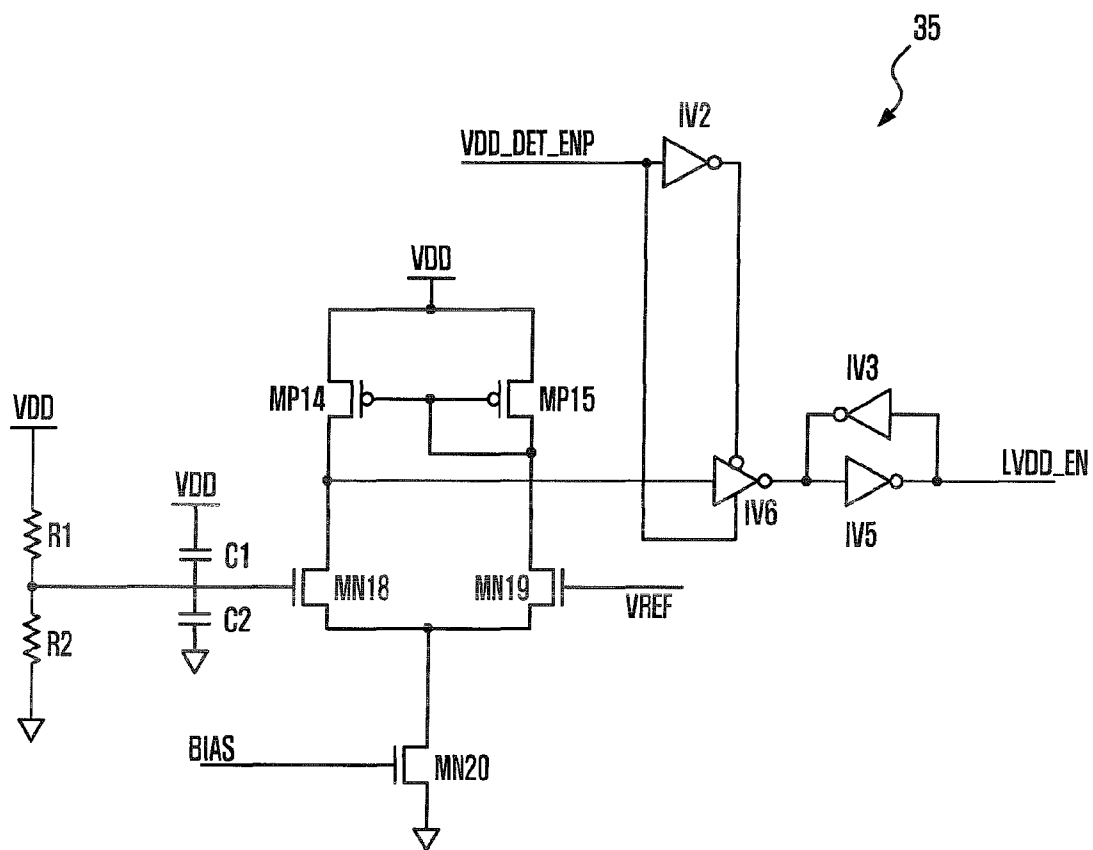 35
IV2
VDD_DET_ENP
VDD
MP14
MP15
IV3
VDD
LVDD_EN
VDD
IV6
IV5
R1
C1
MN18
MN19
VREF
C2
R2
BIAS
MN20